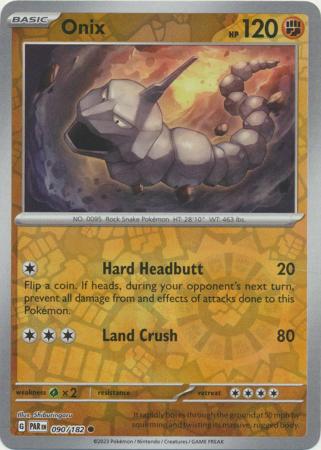 BASIC
Onix
HP 120
NO. 0095 Rock Snake Pokémon HT: 28'10" WT: 463 lbs.
Hard Headbutt 20
Flip a coin. If heads, during your opponent's next turn,
prevent all damage from and effects of attacks done to this
Pokémon.
Land Crush 80
weakness ×2 resistance retreat
Illus. Shiburingaru
G PAR EN 090/182
It rapidly bores through the ground at 50 mph by
squirming and twisting its massive, rugged body.
©2023 Pokémon / Nintendo / Creatures / GAME FREAK